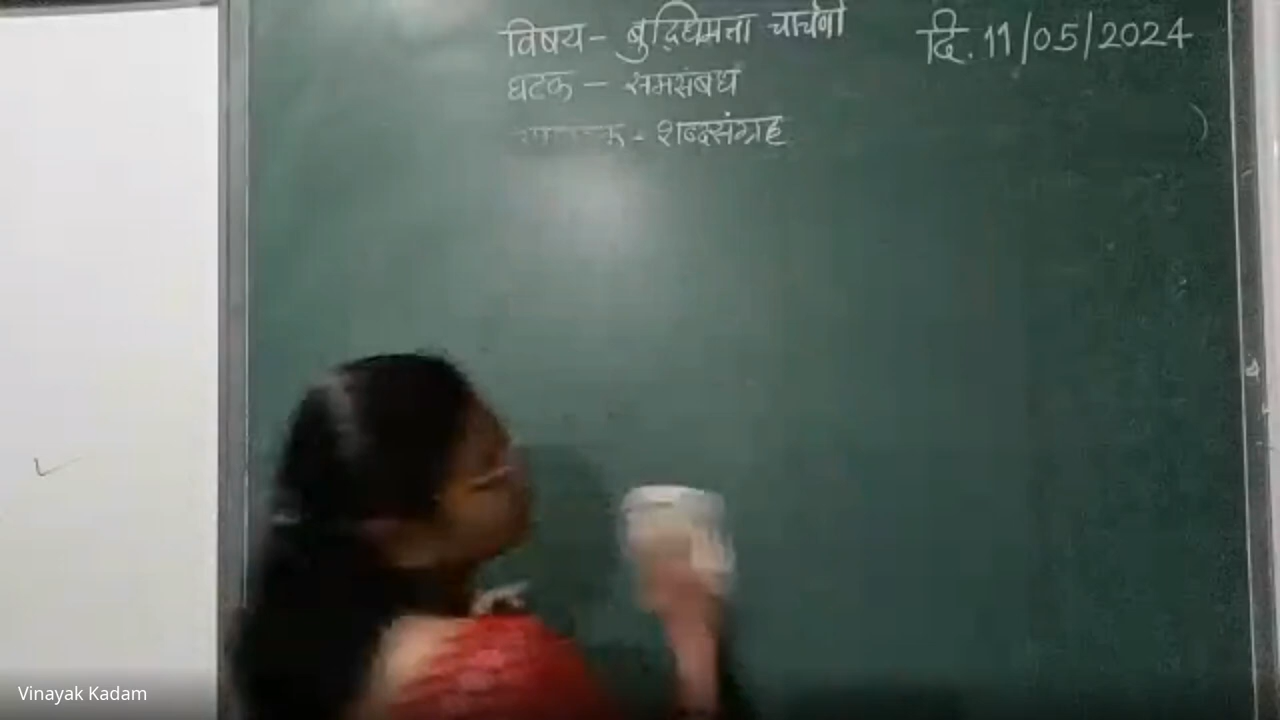 विषय- बुद्धिमत्ता चाचणी
दि. 11/05/2024
घटक - समसंबंध
- शब्दसंग्रह
Vinayak Kadam